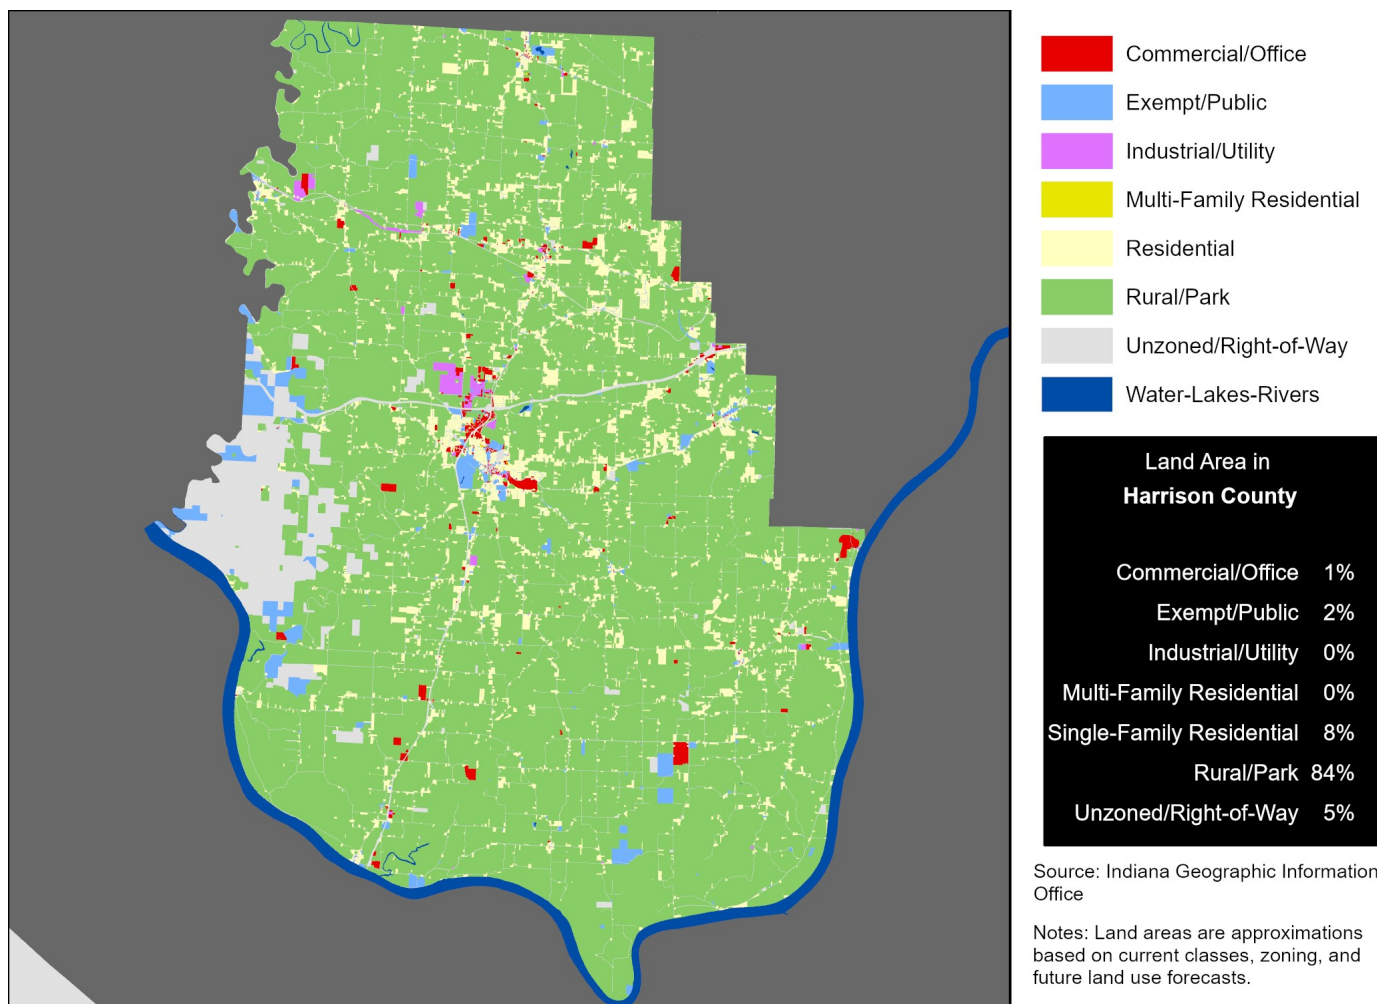 Commercial/Office
Exempt/Public
Industrial/Utility
Multi-Family Residential
Residential
Rural/Park
Unzoned/Right-of-Way
Water-Lakes-Rivers
Land Area in
Harrison County
Commercial/Office 1%
Exempt/Public 2%
Industrial/Utility 0%
Multi-Family Residential 0%
Single-Family Residential 8%
Rural/Park 84%
Unzoned/Right-of-Way 5%
Source: Indiana Geographic Information
Office
Notes: Land areas are approximations
based on current classes, zoning, and
future land use forecasts.